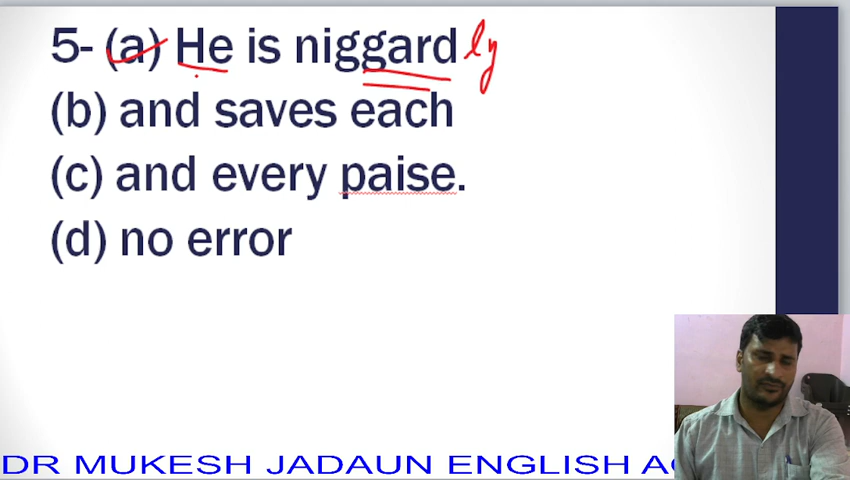 5- (a) He is niggard ly
(b) and saves each
(c) and every paise.
(d) no error
DR MUKESH JADAUN ENGLISH